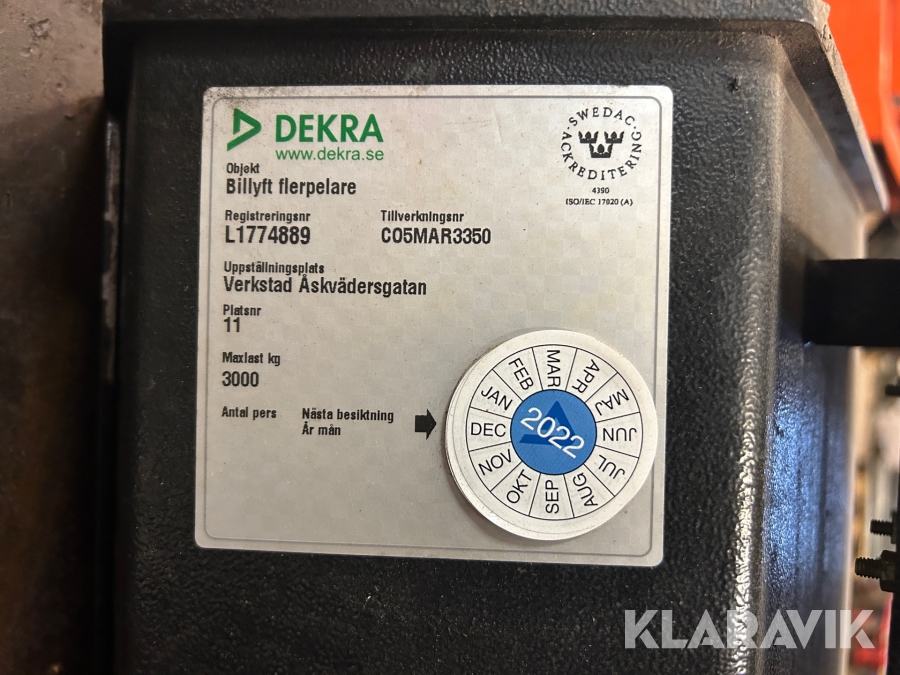 DEKRA
www.dekra.se
SWEDAC
ACKREDITERING
4390
ISO/IEC 17020 (A)
Objekt
Billyft flerpelare
Registreringsnr Tillverkningsnr
L1774889 CO5MAR3350
Uppställningsplats
Verkstad Åskvädersgatan
Platsnr
11
Maxlast kg
3000
Antal pers Nästa besiktning
År mån
JAN FEB MAR APR MAJ JUN JUL AUG SEP OKT NOV DEC
2022
KLARAVIK